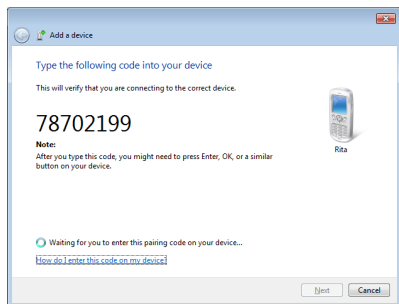 Add a device
Type the following code into your device
This will verify that you are connecting to the correct device.
78702199
Note:
After you type this code, you might need to press Enter, OK, or a similar
button on your device.
Rita
Waiting for you to enter this pairing code on your device...
How do I enter this code on my device?
Next
Cancel